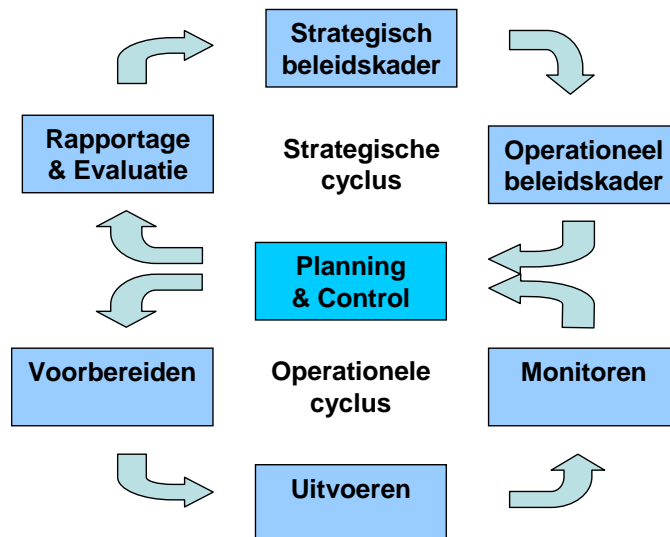 Strategisch
beleidskader
Rapportage
& Evaluatie
Strategische
cyclus
Operationeel
beleidskader
Planning
& Control
Voorbereiden
Operationele
cyclus
Monitoren
Uitvoeren